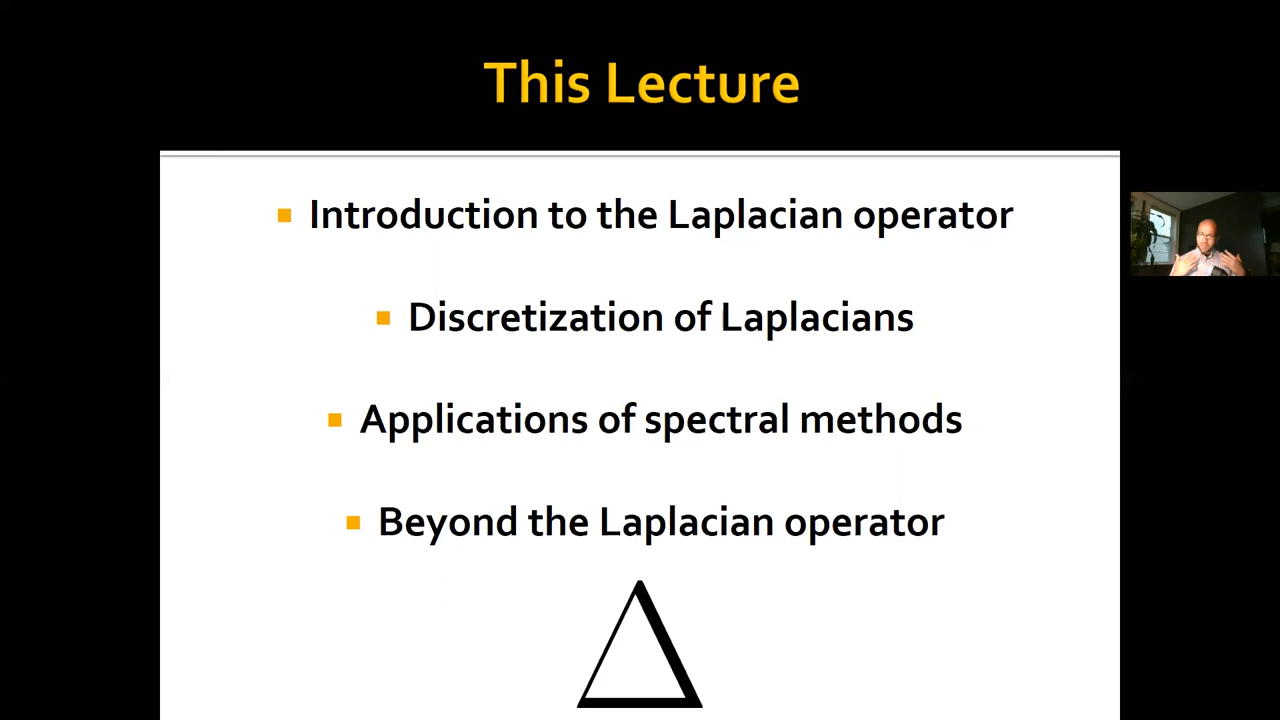 This Lecture
▪ Introduction to the Laplacian operator
▪ Discretization of Laplacians
▪ Applications of spectral methods
▪ Beyond the Laplacian operator
Δ